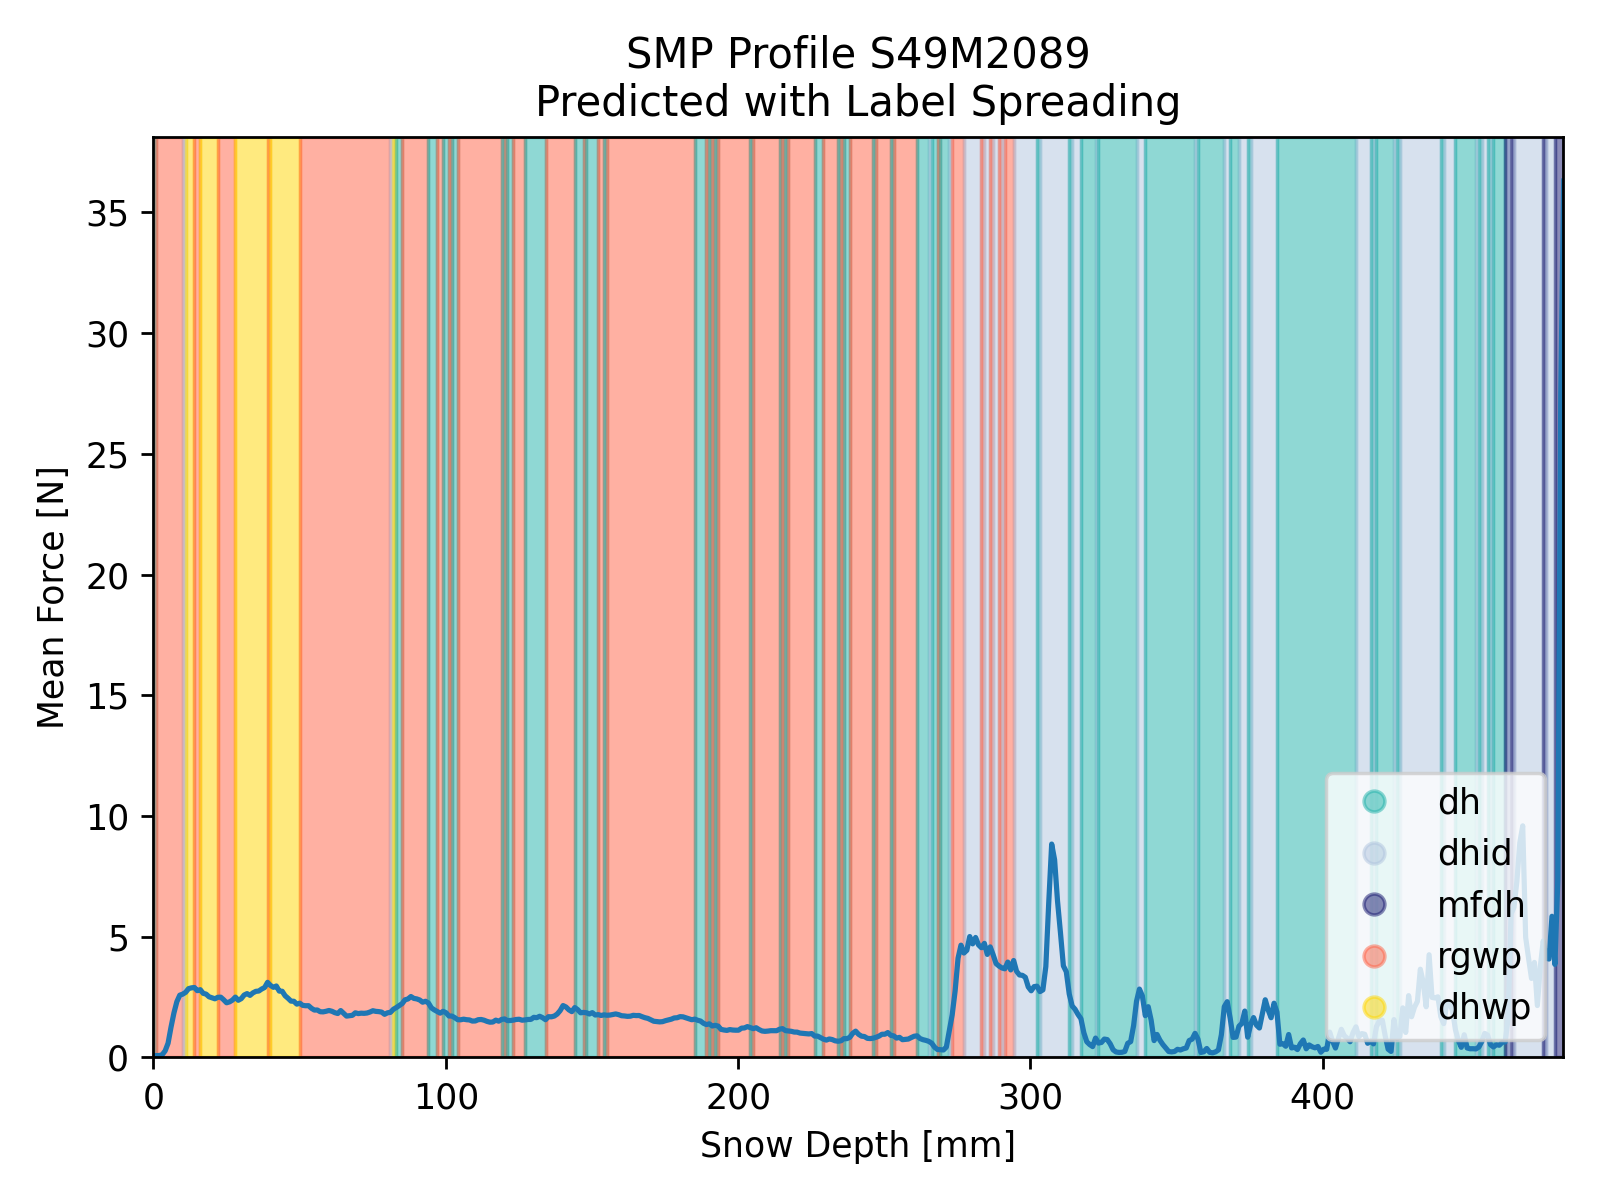 SMP Profile S49M2089
Predicted with Label Spreading
Mean Force [N]
35
30
25
20
15
10
5
0
0 100 200 300 400
Snow Depth [mm]
dh
dhid
mfdh
rgwp
dhwp